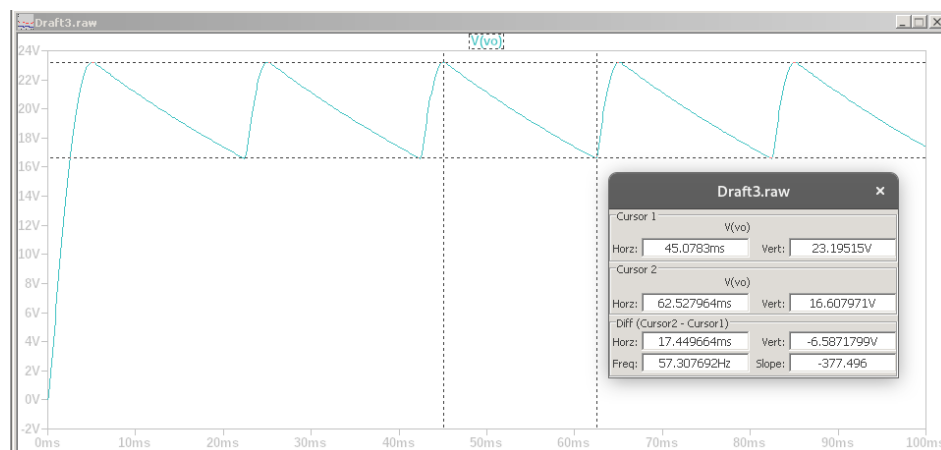 Draft3.raw
V(vo)
24V
22V
20V
18V
16V
14V
12V
10V
8V
6V
4V
2V
0V
-2V
0ms 10ms 20ms 30ms 40ms 50ms 60ms 70ms 80ms 90ms 100ms
Draft3.raw
Cursor 1
V(vo)
Horz: 45.0783ms Vert: 23.19515V
Cursor 2
V(vo)
Horz: 62.527964ms Vert: 16.607971V
Diff (Cursor2 - Cursor1)
Horz: 17.449664ms Vert: -6.5871799V
Freq: 57.307692Hz Slope: -377.496